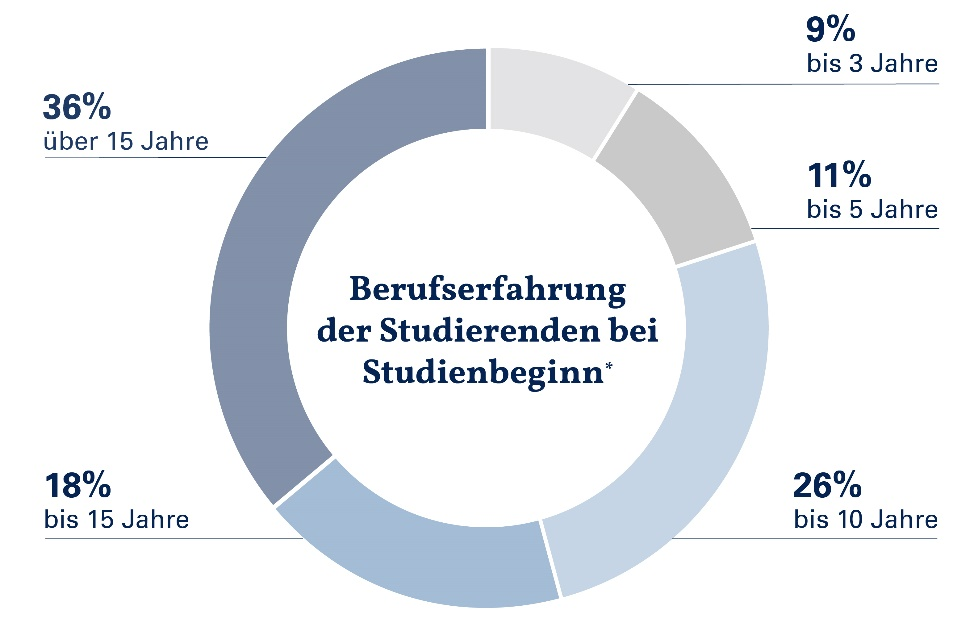 9%
bis 3 Jahre
36%
über 15 Jahre
11%
bis 5 Jahre
Berufserfahrung
der Studierenden bei
Studienbeginn*
18%
bis 15 Jahre
26%
bis 10 Jahre